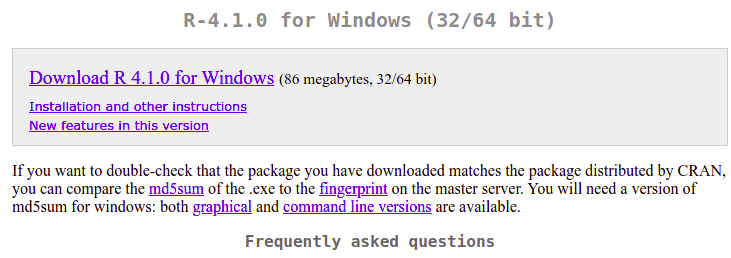 R-4.1.0 for Windows (32/64 bit)
Download R 4.1.0 for Windows (86 megabytes, 32/64 bit)
Installation and other instructions
New features in this version
If you want to double-check that the package you have downloaded matches the package distributed by CRAN,
you can compare the md5sum of the .exe to the fingerprint on the master server. You will need a version of
md5sum for windows: both graphical and command line versions are available.
Frequently asked questions